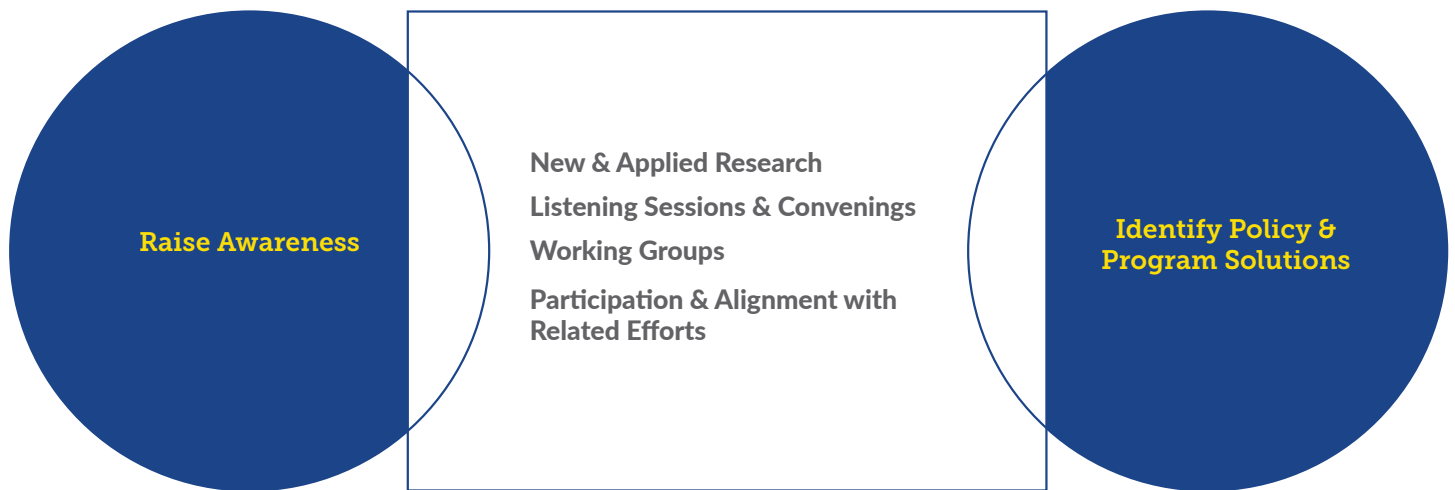 Raise Awareness
New & Applied Research
Listening Sessions & Convenings
Working Groups
Participation & Alignment with
Related Efforts
Identify Policy &
Program Solutions